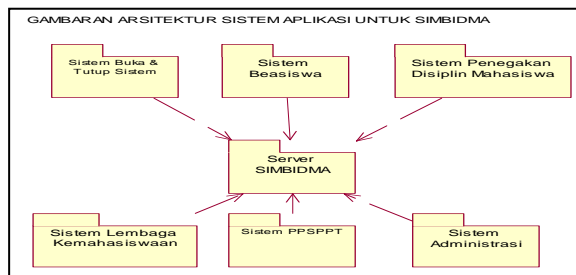 GAMBARAN ARSITEKTUR SISTEM APLIKASI UNTUK SIMBIDMA
Sistem Buka &
Tutup Sistem
Sistem
Beasiswa
Sistem Penegakan
Disiplin Mahasiswa
Server
SIMBIDMA
Sistem Lembaga
Kemahasiswaan
Sistem PPSPPT
Sistem
Administrasi